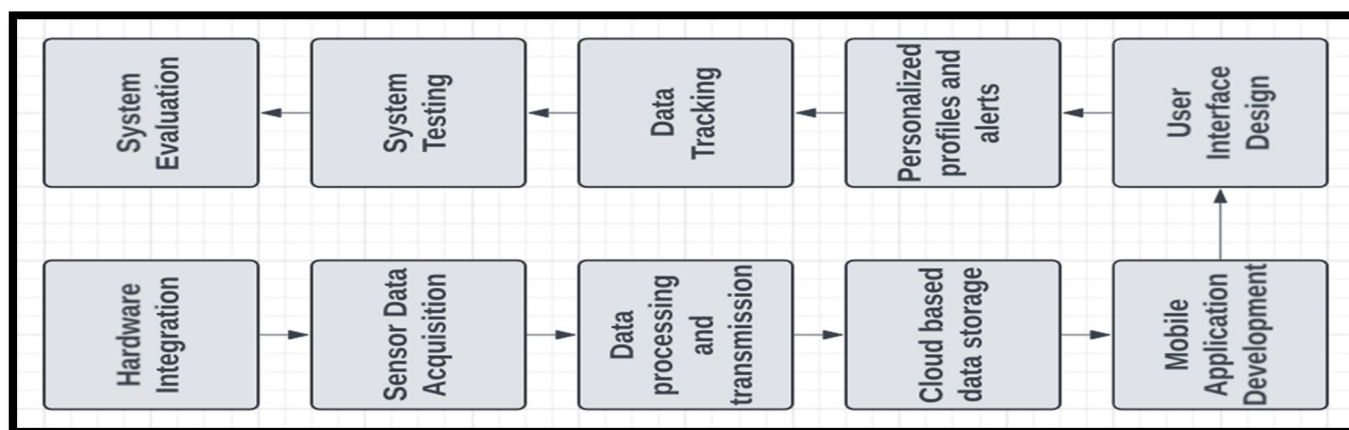 Hardware
Integration
Sensor Data
Acquisition
Data
processing
and
transmission
Cloud based
data storage
Mobile
Application
Development
User
Interface
Design
Personalized
profiles and
alerts
Data
Tracking
System
Testing
System
Evaluation